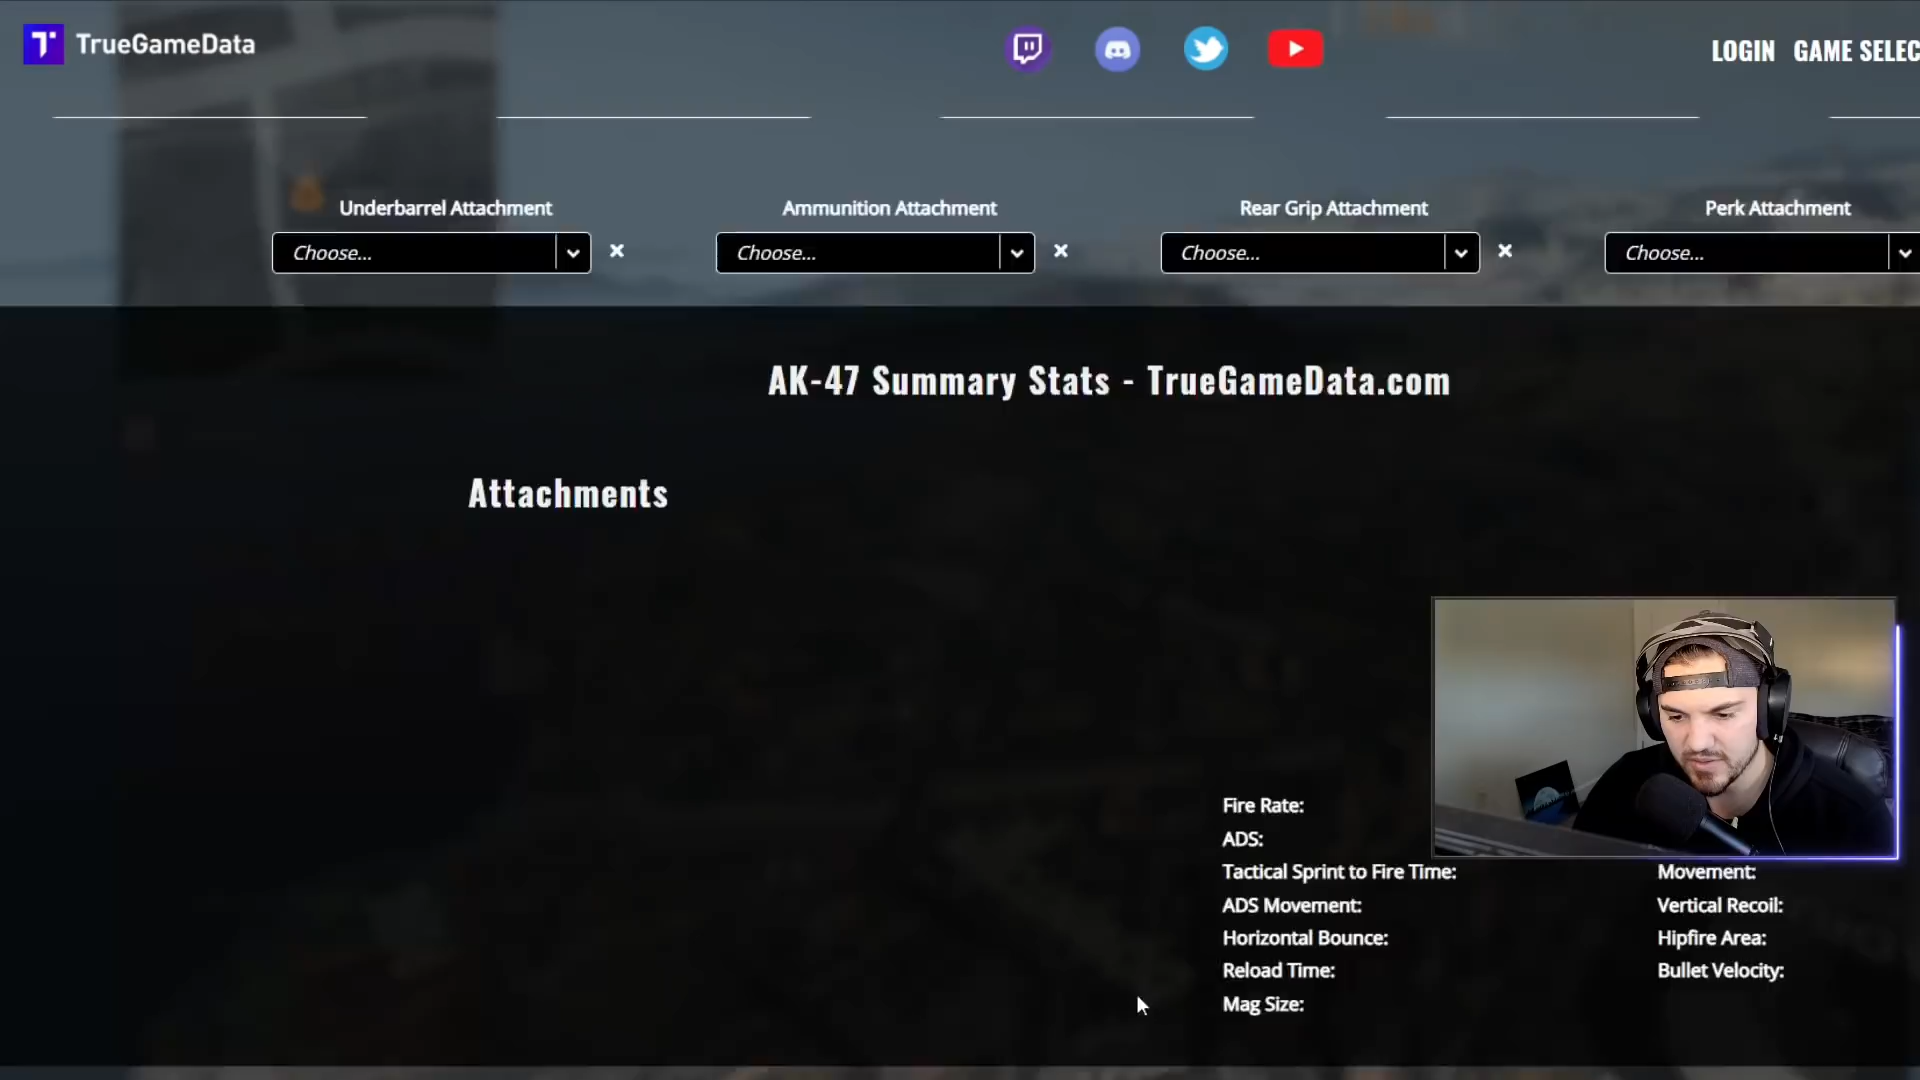 TrueGameData
LOGIN GAME SELEC
Underbarrel Attachment
Ammunition Attachment
Rear Grip Attachment
Perk Attachment
Choose...
Choose...
Choose...
Choose...
AK-47 Summary Stats - TrueGameData.com
Attachments
Fire Rate:
ADS:
Tactical Sprint to Fire Time:
Movement:
ADS Movement:
Vertical Recoil:
Horizontal Bounce:
Hipfire Area:
Reload Time:
Bullet Velocity:
Mag Size: